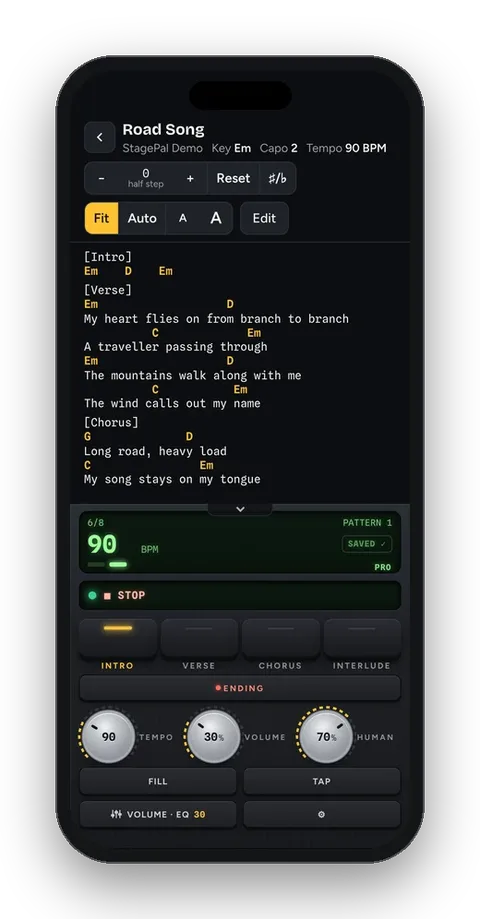 Road Song
StagePal Demo Key Em Capo 2 Tempo 90 BPM
- 0 half step + Reset ♯/♭
Fit Auto A A Edit
[Intro]
Em D Em
[Verse]
Em D
My heart flies on from branch to branch
C Em
A traveller passing through
Em D
The mountains walk along with me
C Em
The wind calls out my name
[Chorus]
G D
Long road, heavy load
C Em
My song stays on my tongue
6/8 PATTERN 1
90 BPM SAVED ✓
PRO
STOP
INTRO VERSE CHORUS INTERLUDE
ENDING
90 TEMPO 30% VOLUME 70% HUMAN
FILL TAP
VOLUME · EQ 30